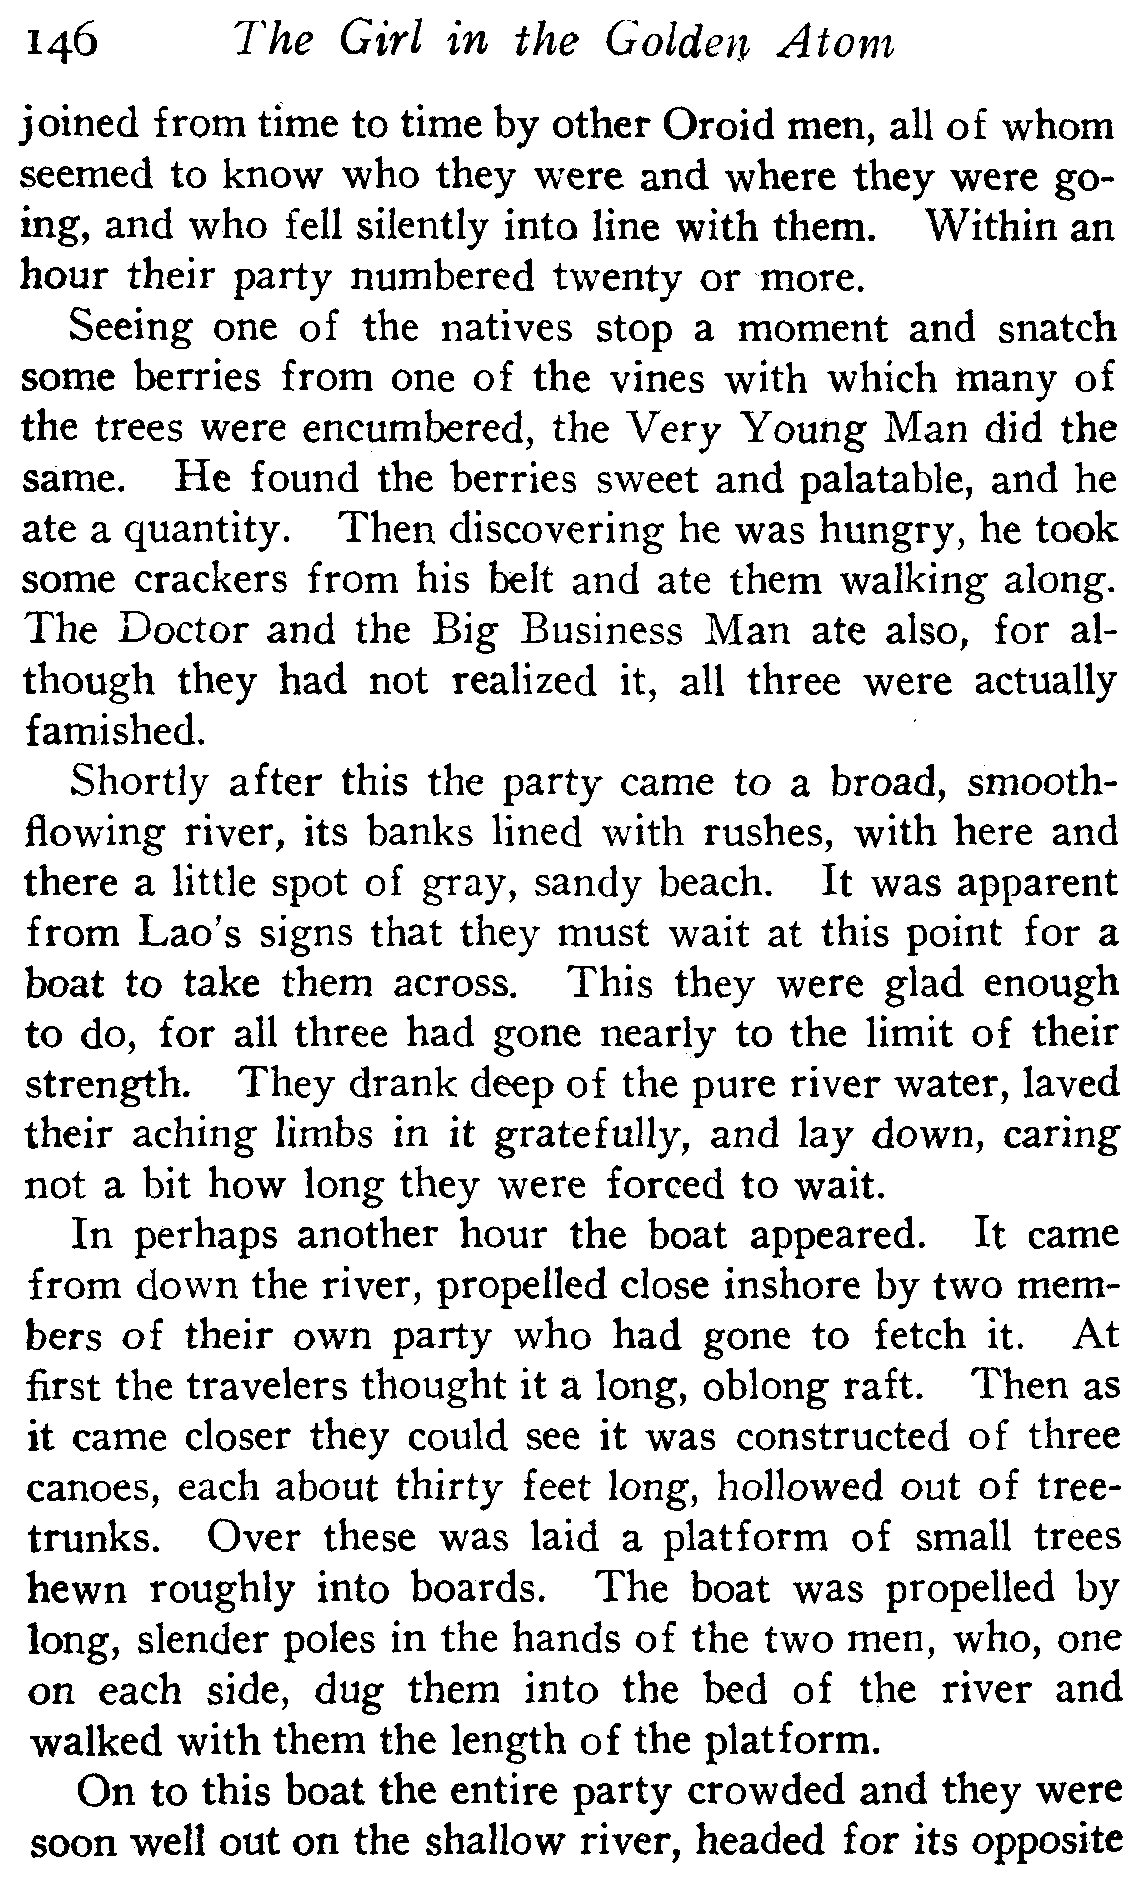 146 The Girl in the Golden Atom
joined from time to time by other Oroid men, all of whom
seemed to know who they were and where they were go-
ing, and who fell silently into line with them. Within an
hour their party numbered twenty or more.
Seeing one of the natives stop a moment and snatch
some berries from one of the vines with which many of
the trees were encumbered, the Very Young Man did the
same. He found the berries sweet and palatable, and he
ate a quantity. Then discovering he was hungry, he took
some crackers from his belt and ate them walking along.
The Doctor and the Big Business Man ate also, for al-
though they had not realized it, all three were actually
famished.
Shortly after this the party came to a broad, smooth-
flowing river, its banks lined with rushes, with here and
there a little spot of gray, sandy beach. It was apparent
from Lao's signs that they must wait at this point for a
boat to take them across. This they were glad enough
to do, for all three had gone nearly to the limit of their
strength. They drank deep of the pure river water, laved
their aching limbs in it gratefully, and lay down, caring
not a bit how long they were forced to wait.
In perhaps another hour the boat appeared. It came
from down the river, propelled close inshore by two mem-
bers of their own party who had gone to fetch it. At
first the travelers thought it a long, oblong raft. Then as
it came closer they could see it was constructed of three
canoes, each about thirty feet long, hollowed out of tree-
trunks. Over these was laid a platform of small trees
hewn roughly into boards. The boat was propelled by
long, slender poles in the hands of the two men, who, one
on each side, dug them into the bed of the river and
walked with them the length of the platform.
On to this boat the entire party crowded and they were
soon well out on the shallow river, headed for its opposite